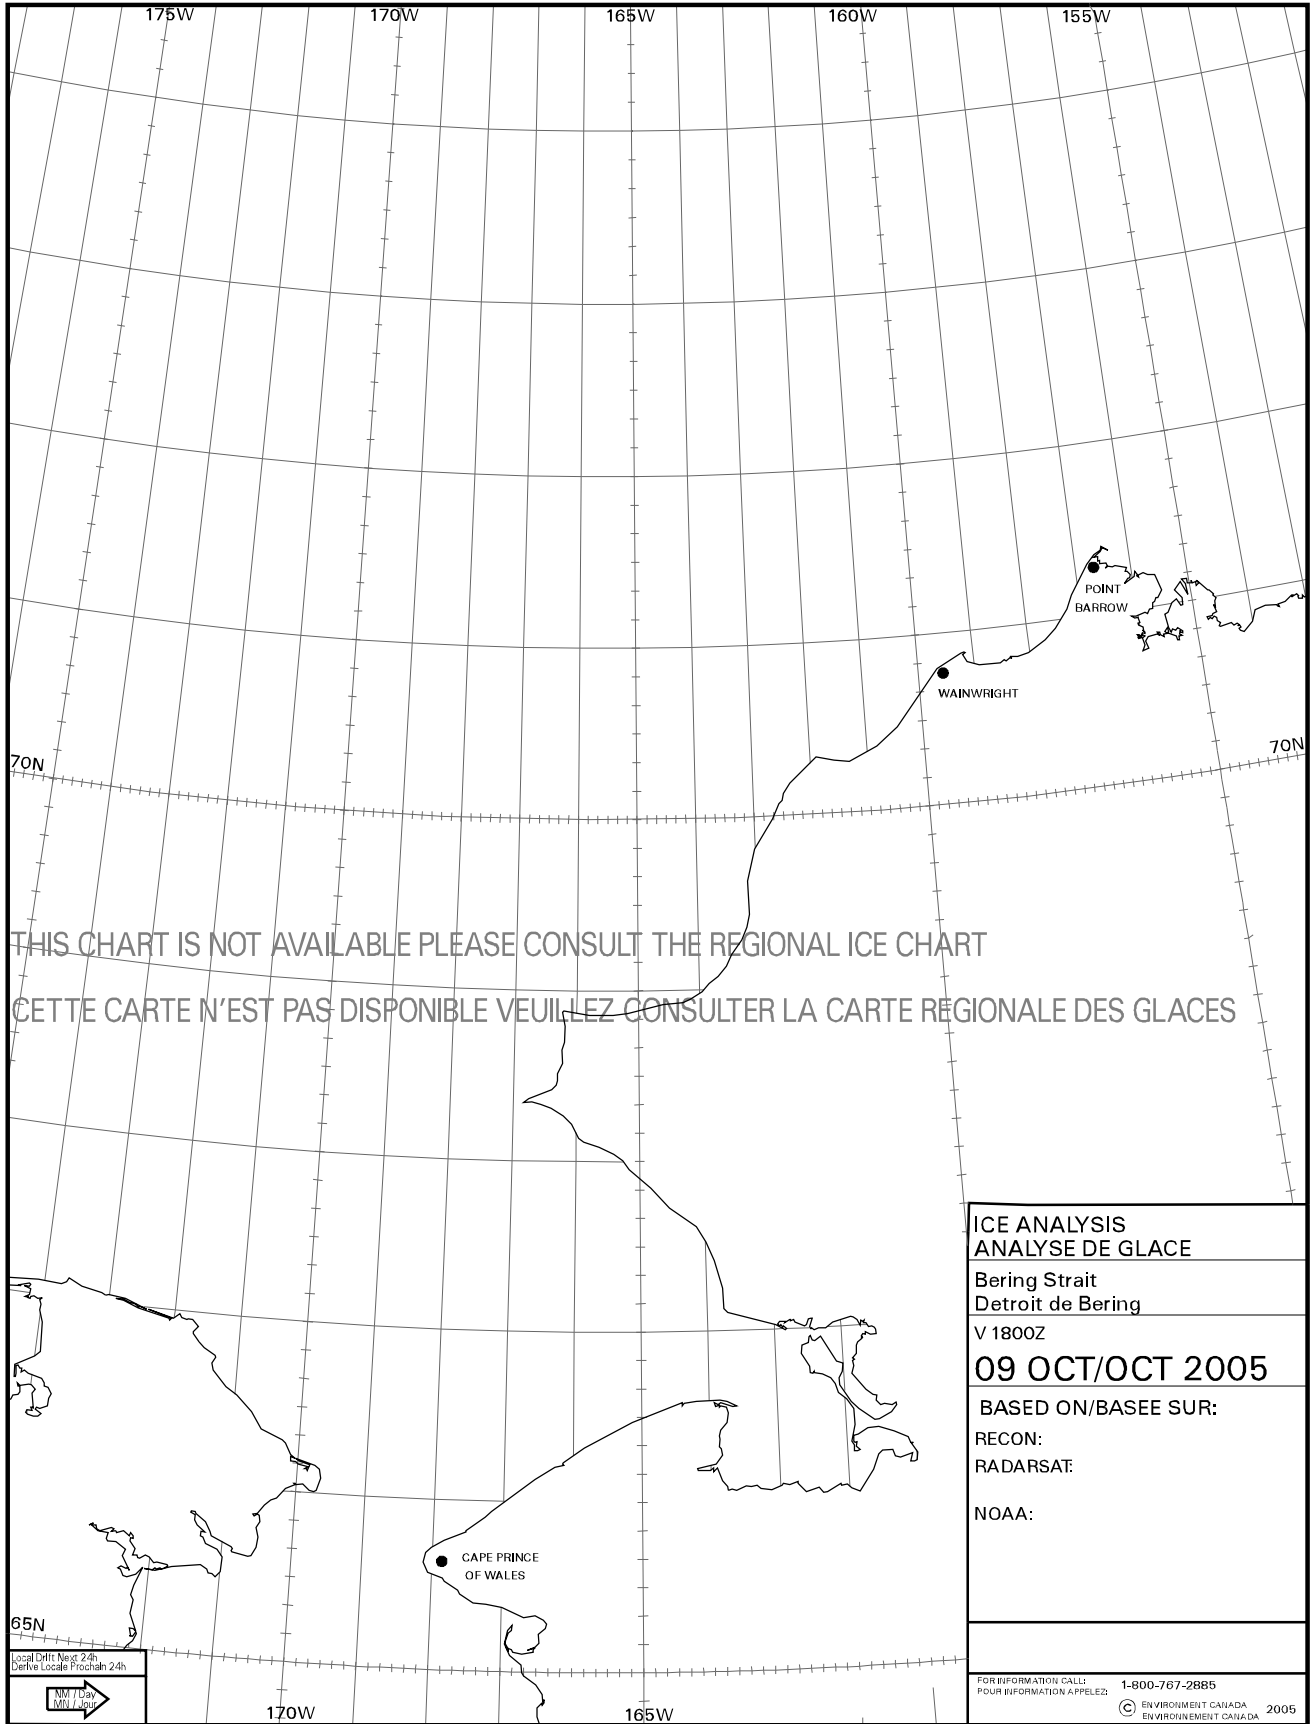 175W 170W 165W 160W 155W
POINT
BARROW
WAINWRIGHT
70N 70N
THIS CHART IS NOT AVAILABLE PLEASE CONSULT THE REGIONAL ICE CHART
CETTE CARTE N'EST PAS DISPONIBLE VEUILLEZ CONSULTER LA CARTE REGIONALE DES GLACES
ICE ANALYSIS
ANALYSE DE GLACE
Bering Strait
Detroit de Bering
V 1800Z
09 OCT/OCT 2005
BASED ON/BASEE SUR:
RECON:
RADARSAT:
NOAA:
CAPE PRINCE
OF WALES
65N
Local Drift Next 24h
Derive Locale Prochain 24h
NM / Day
MN / Jour
170W 165W
FOR INFORMATION CALL:
POUR INFORMATION APPELEZ: 1-800-767-2885
© ENVIRONMENT CANADA
ENVIRONNEMENT CANADA 2005